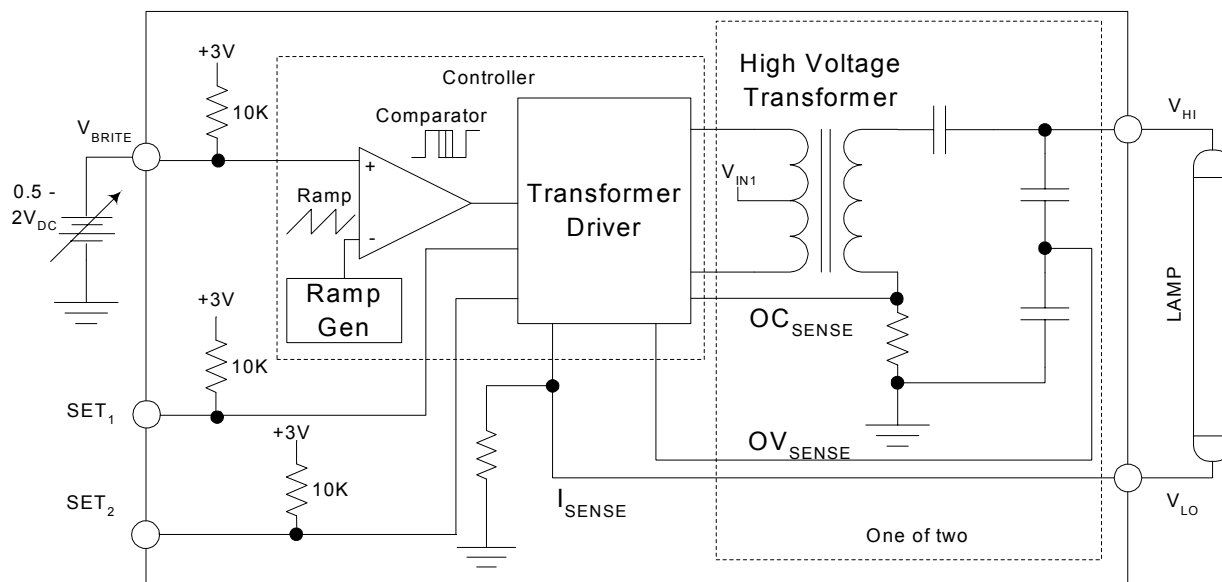 +3V
10K
Controller
Comparator
High Voltage
Transformer
V_BRITE
V_HI
0.5 -
2V_DC
Ramp
+
-
Transformer
Driver
V_IN1
Ramp
Gen
OC_SENSE
LAMP
+3V
10K
SET_1
+3V
10K
OV_SENSE
SET_2
I_SENSE
V_LO
One of two